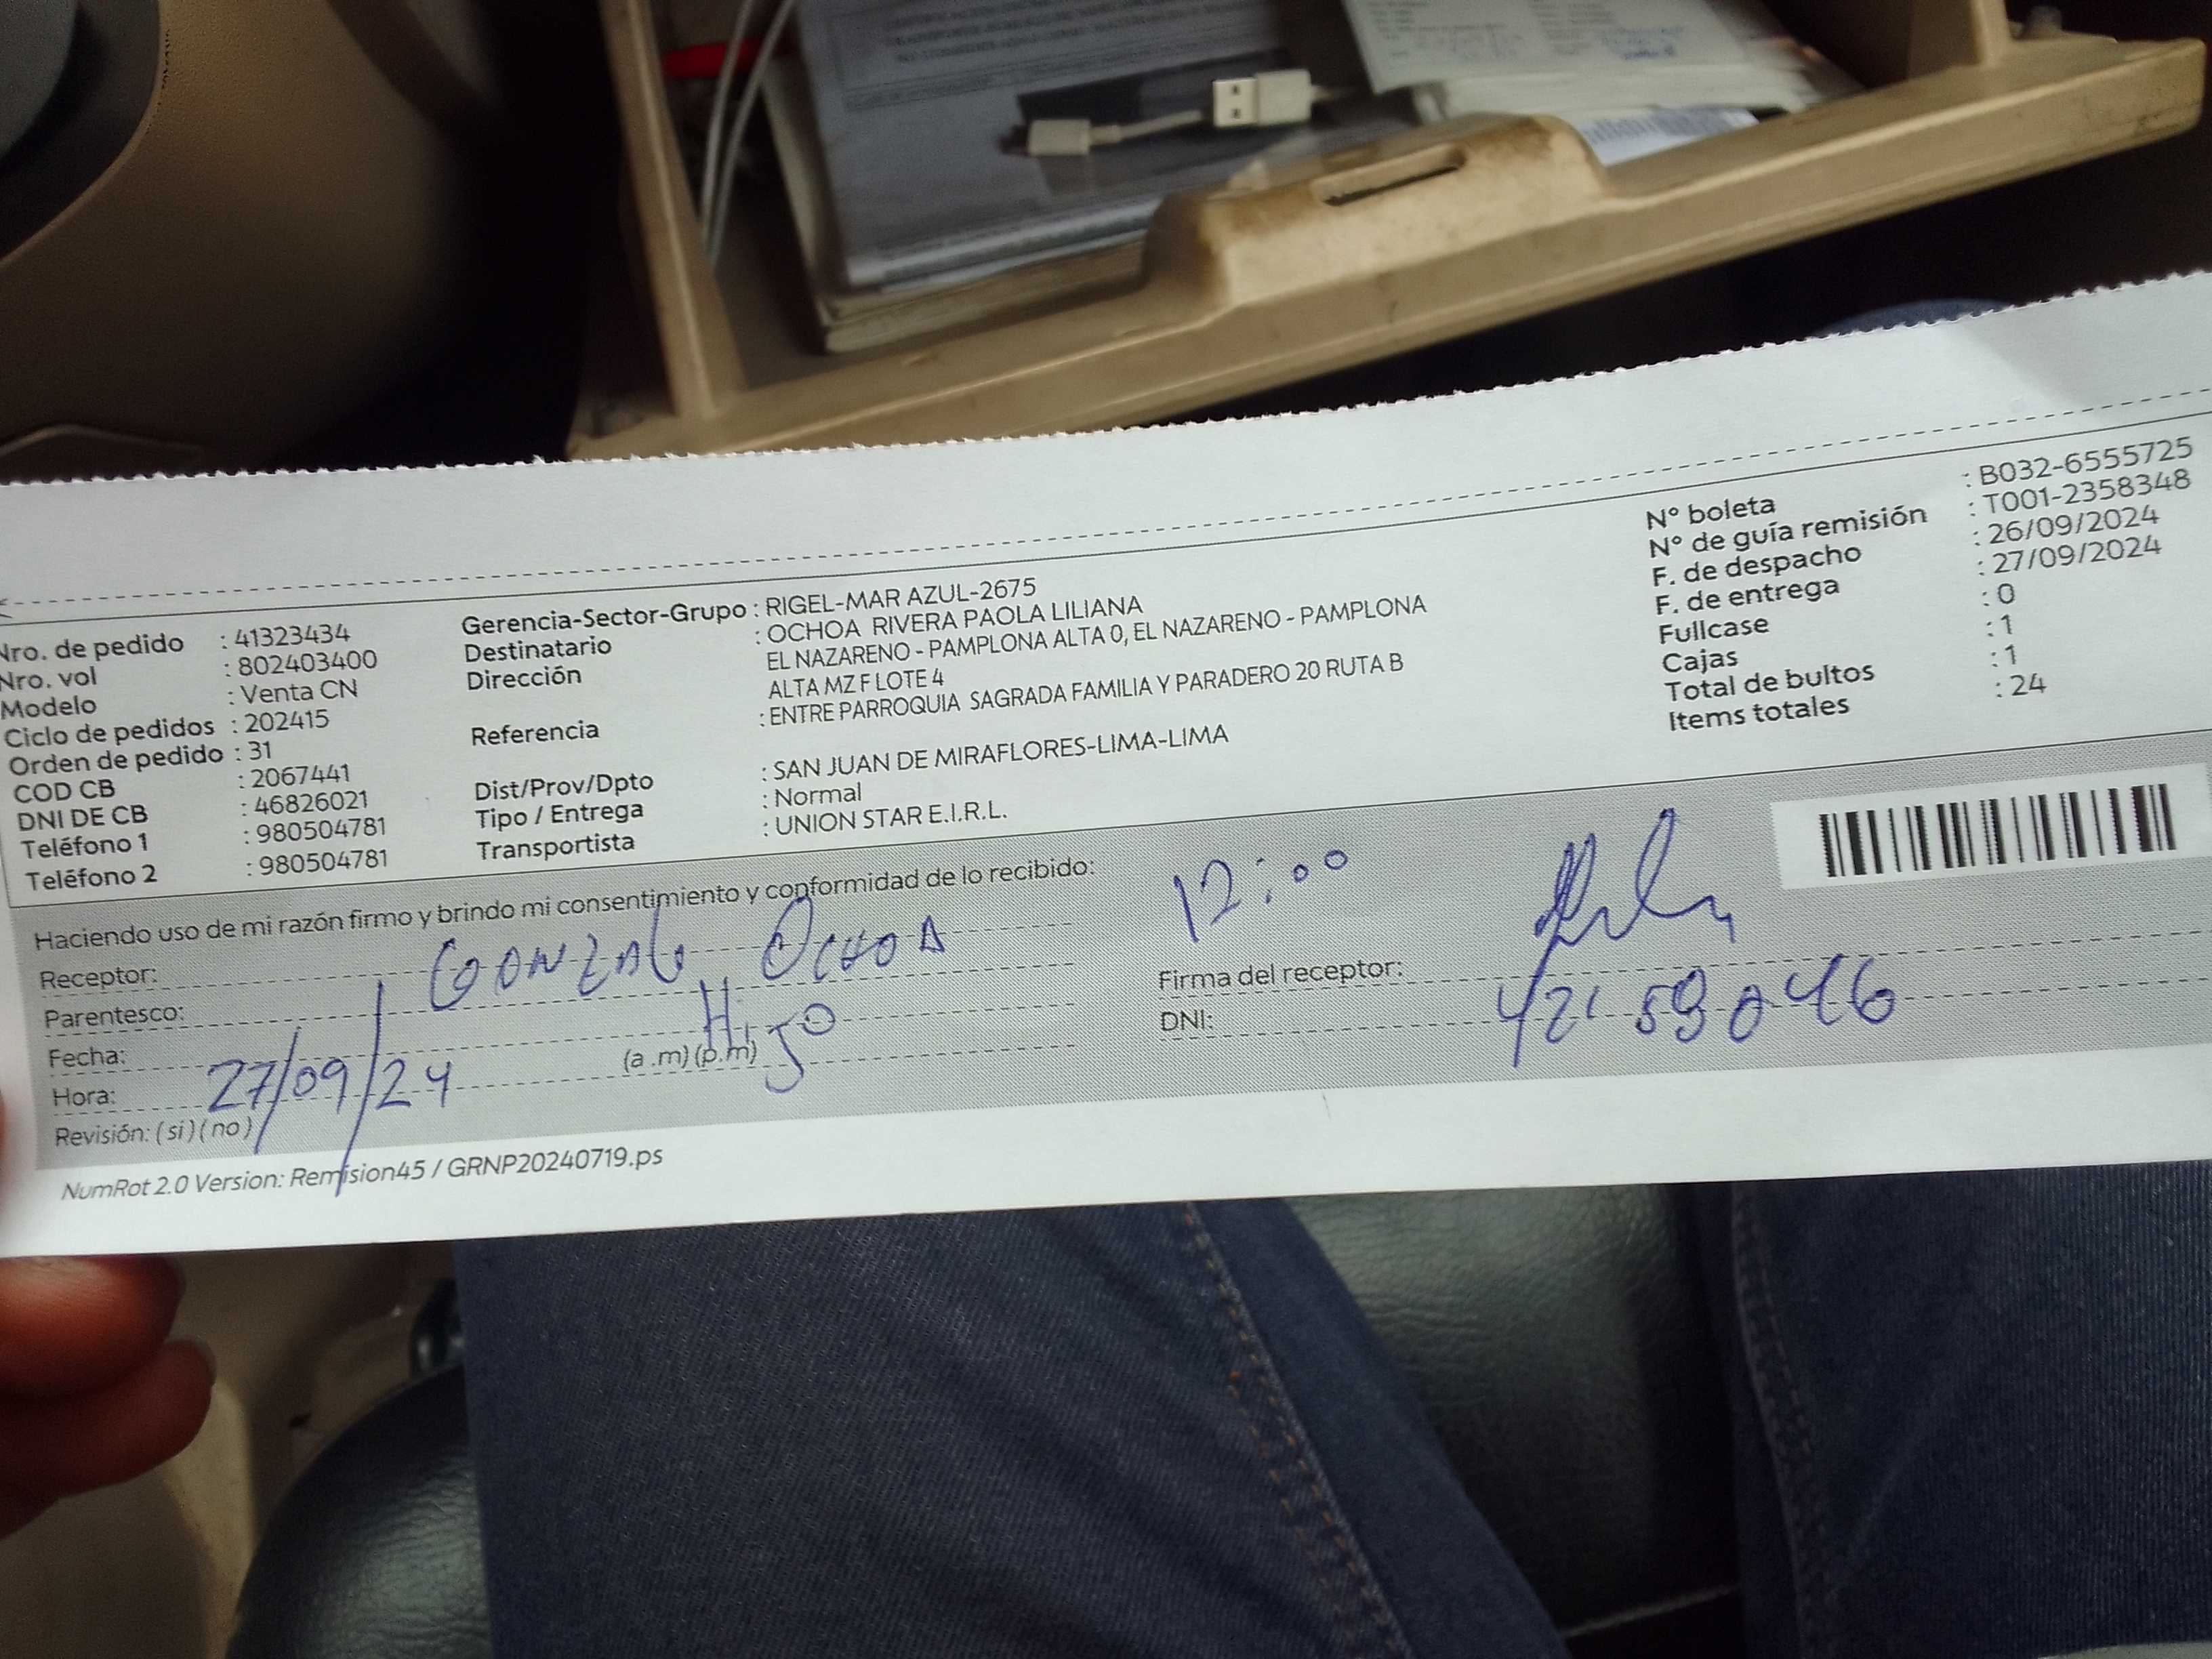 Nro. de pedido : 41323434
Nro. vol : 802403400
Modelo : Venta CN
Ciclo de pedidos : 202415
Orden de pedido : 31
COD CB : 2067441
DNI DE CB : 46826021
Teléfono 1 : 980504781
Teléfono 2 : 980504781
Gerencia-Sector-Grupo : RIGEL-MAR AZUL-2675
Destinatario : OCHOA RIVERA PAOLA LILIANA
Dirección EL NAZARENO - PAMPLONA ALTA 0, EL NAZARENO - PAMPLONA
ALTA MZ F LOTE 4
Referencia : ENTRE PARROQUIA SAGRADA FAMILIA Y PARADERO 20 RUTA B
Dist/Prov/Dpto : SAN JUAN DE MIRAFLORES-LIMA-LIMA
Tipo / Entrega : Normal
Transportista : UNION STAR E.I.R.L.
N° boleta : B032-6555725
N° de guía remisión : T001-2358348
F. de despacho : 26/09/2024
F. de entrega : 27/09/2024
Fullcase : 0
Cajas : 1
Total de bultos : 1
Items totales : 24
Haciendo uso de mi razón firmo y brindo mi consentimiento y conformidad de lo recibido:
12:00
Receptor: GONZALO OCHOA
Parentesco: HiJO
Fecha: 27/09/24
Hora: (a.m) (p.m)
Revisión: (si) (no)
Firma del receptor:
DNI:
NumRot 2.0 Version: Remision45 / GRNP20240719.ps